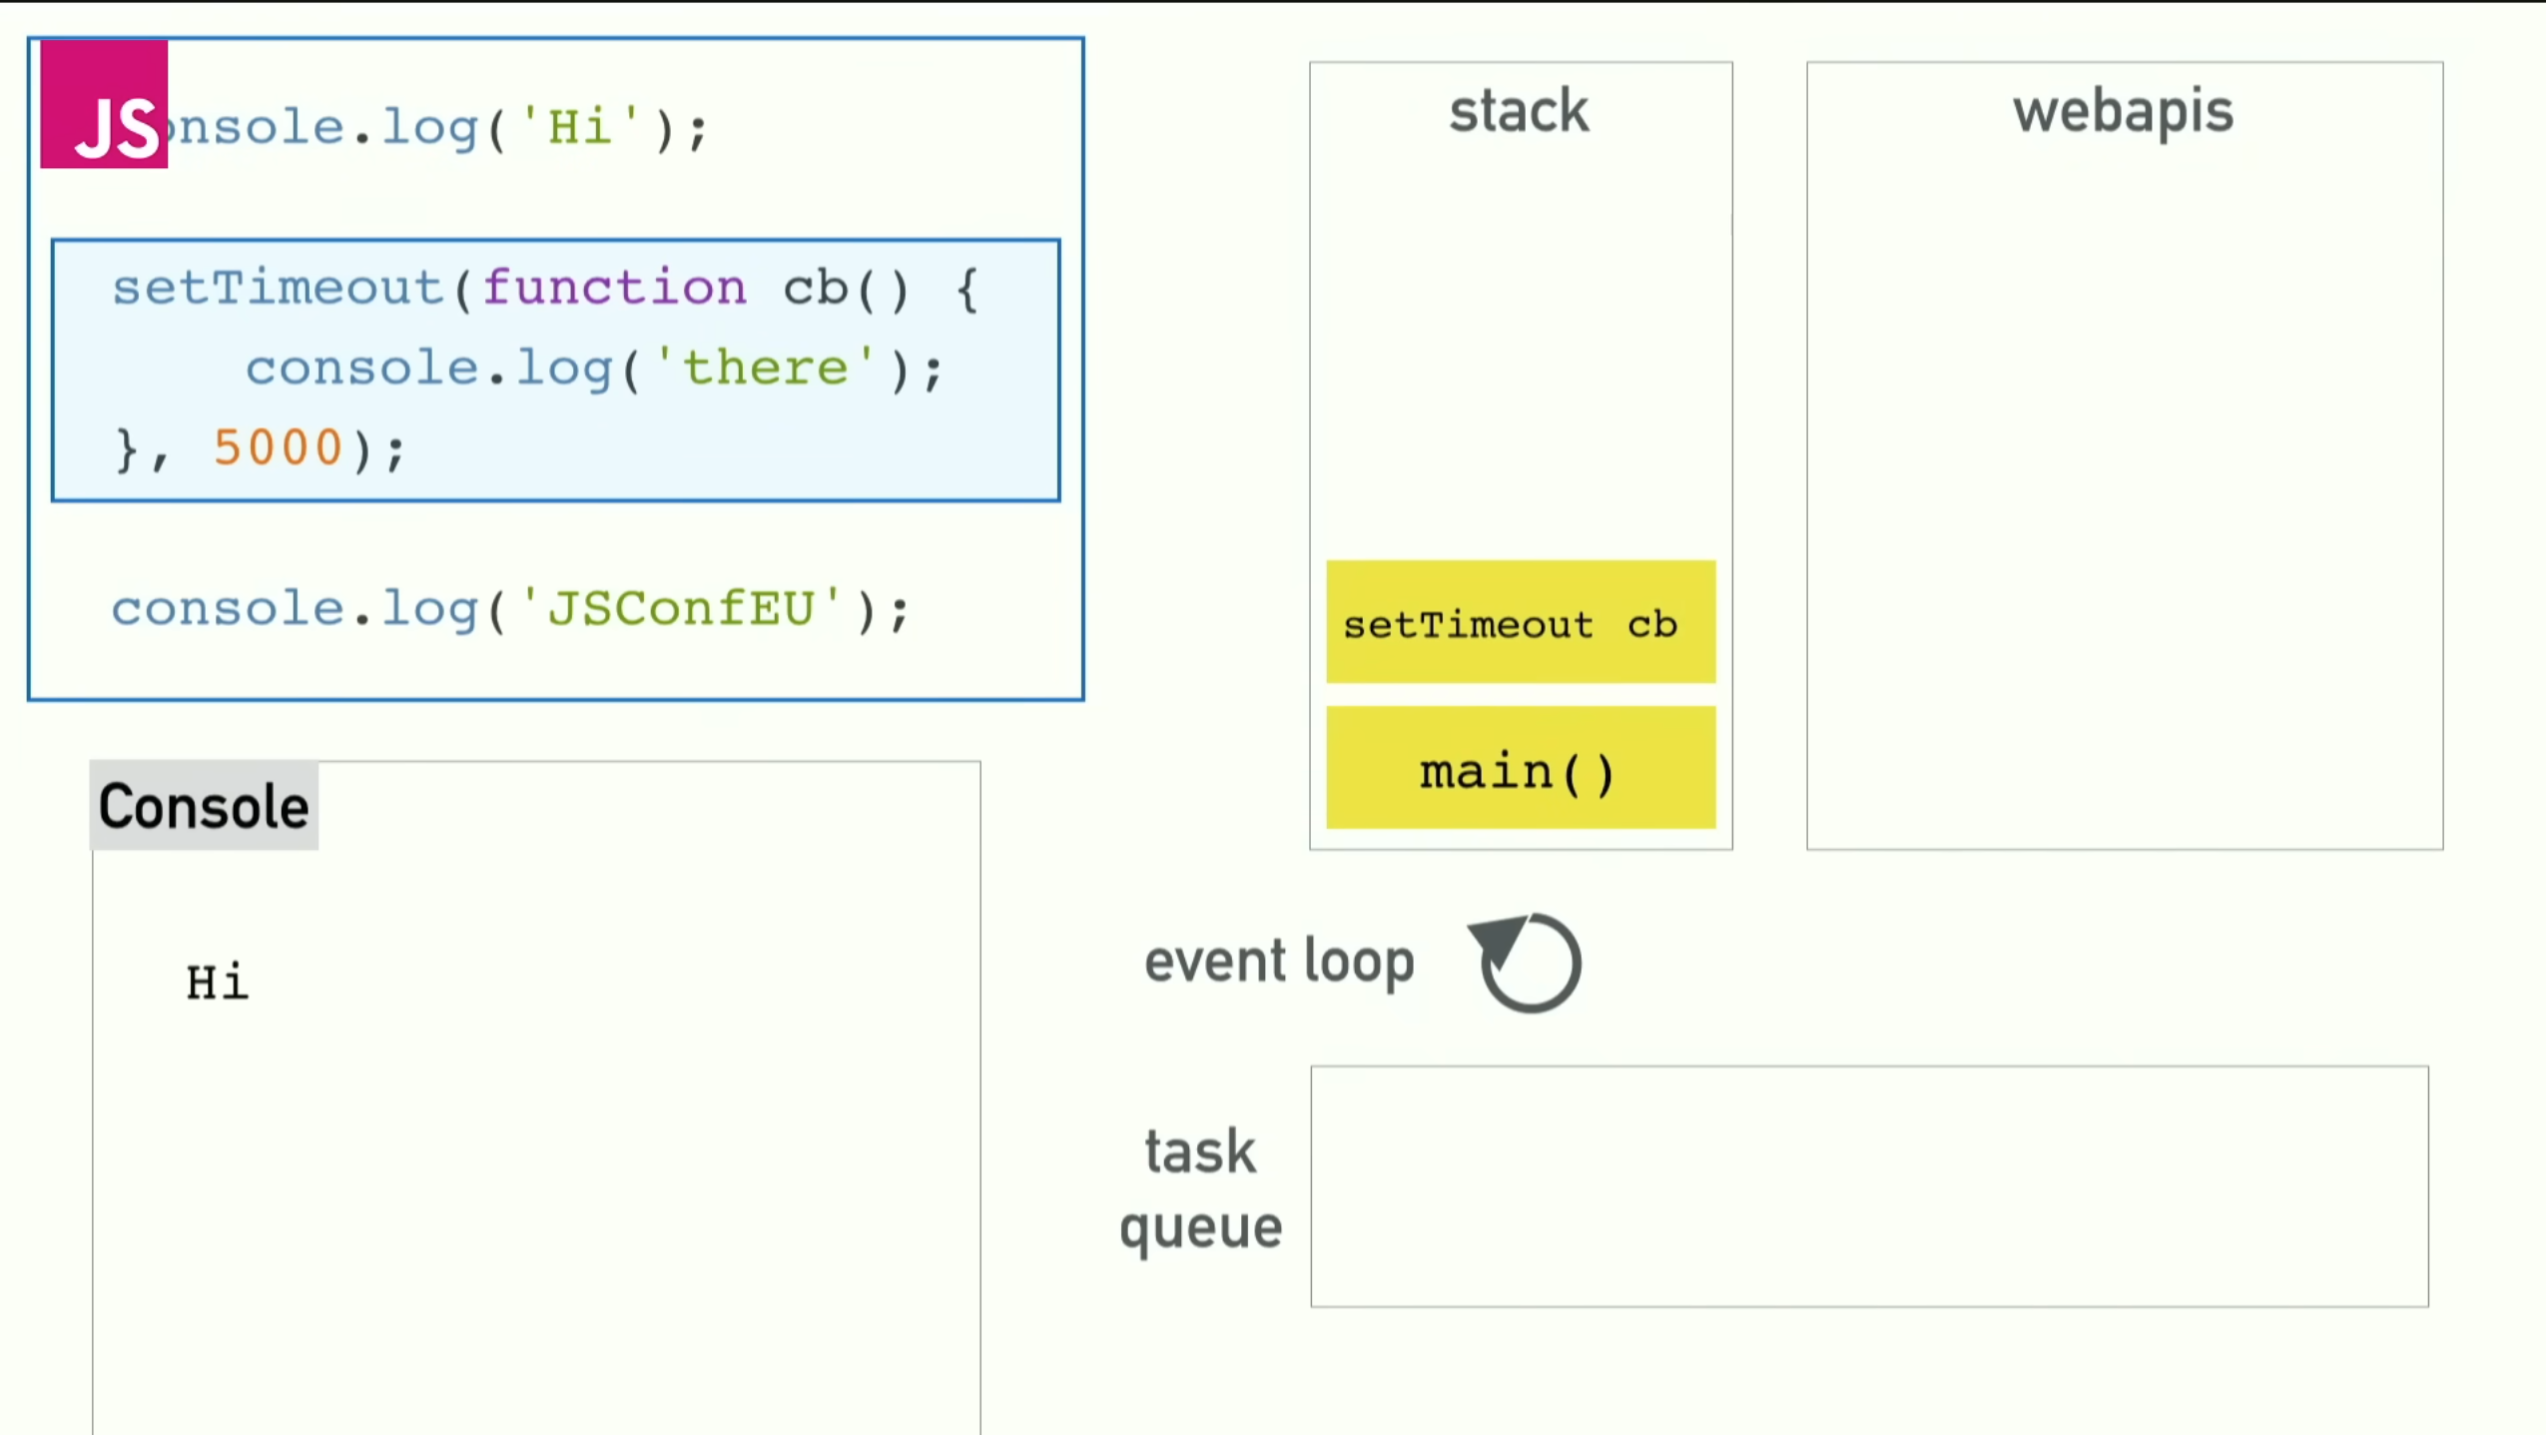 JS
onsole.log('Hi');
setTimeout(function cb() {
    console.log('there');
}, 5000);
console.log('JSConfEU');
Console
Hi
stack
setTimeout cb
main()
webapis
event loop
task
queue